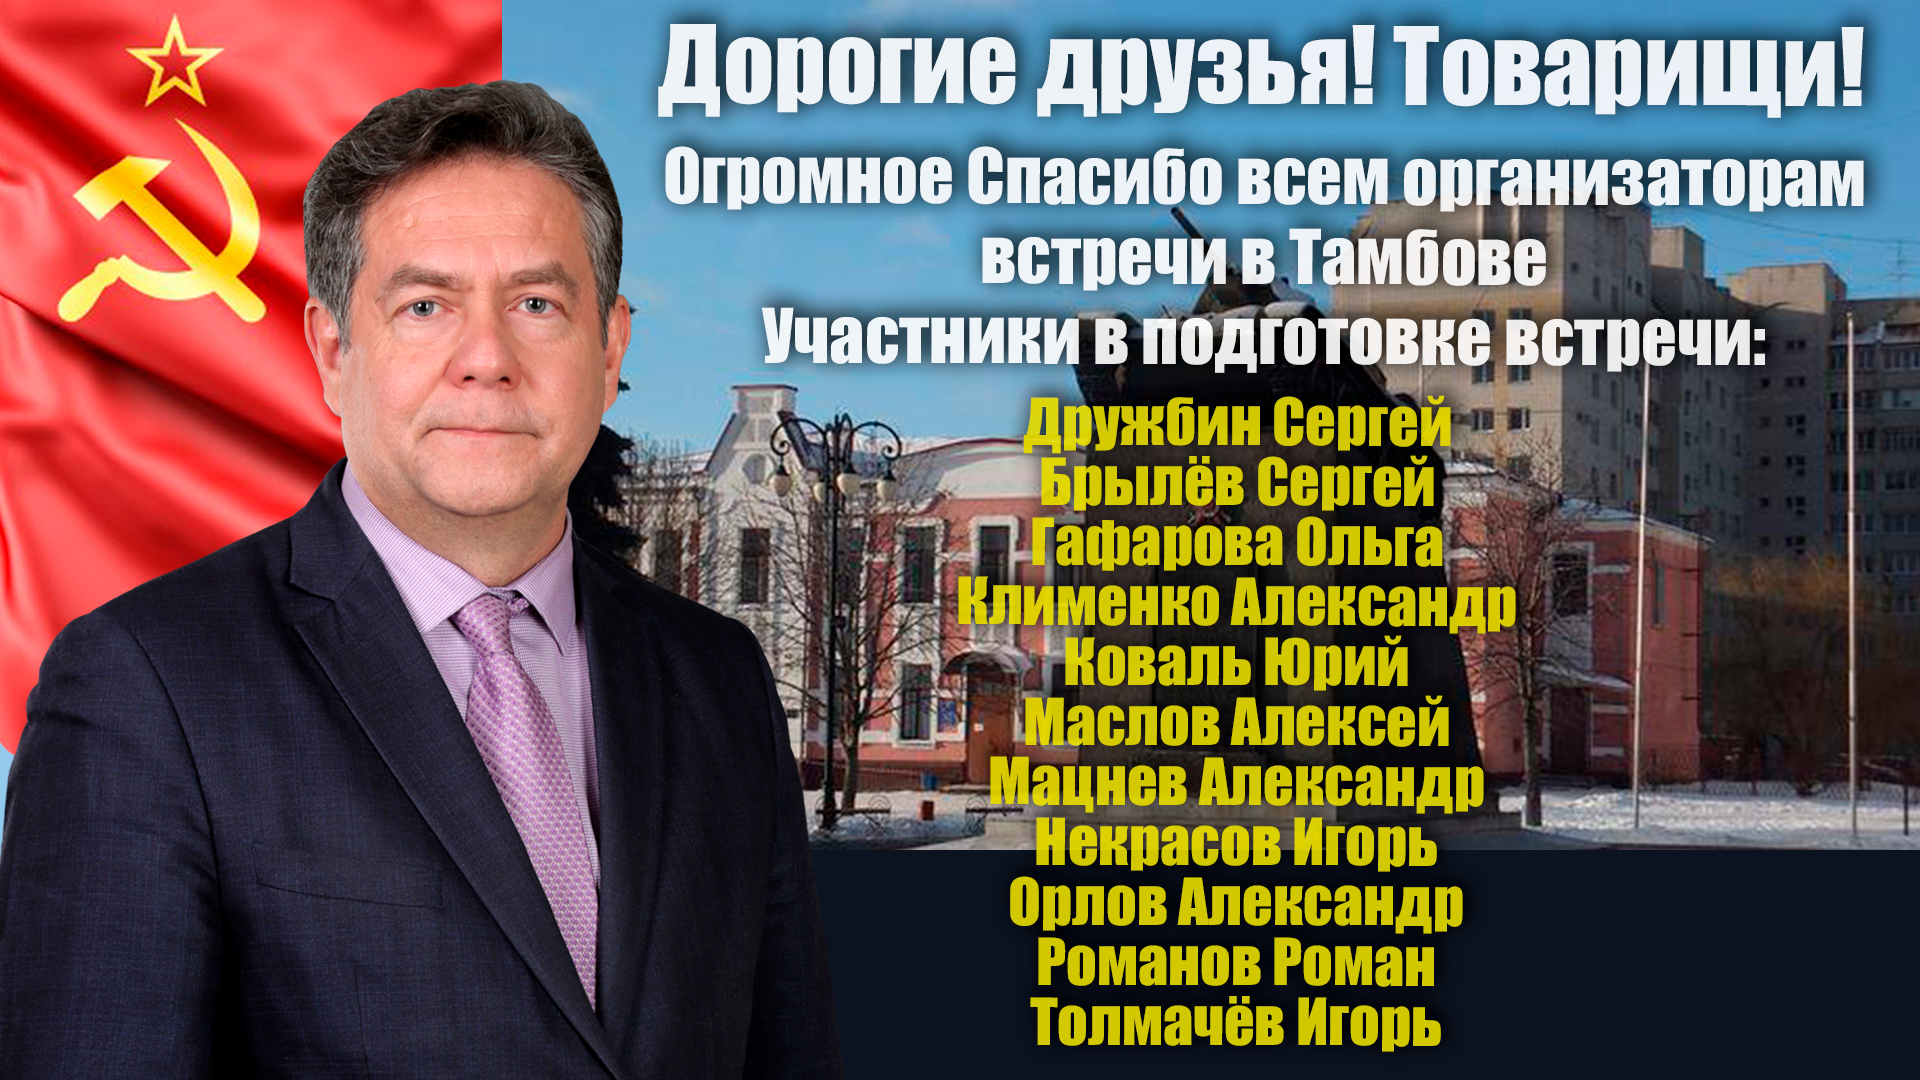 Дорогие друзья! Товарищи!
Огромное Спасибо всем организаторам
встречи в Тамбове
Участники в подготовке встречи:
Дружбин Сергей
Брылёв Сергей
Гафарова Ольга
Клименко Александр
Коваль Юрий
Маслов Алексей
Мацнев Александр
Некрасов Игорь
Орлов Александр
Романов Роман
Толмачёв Игорь